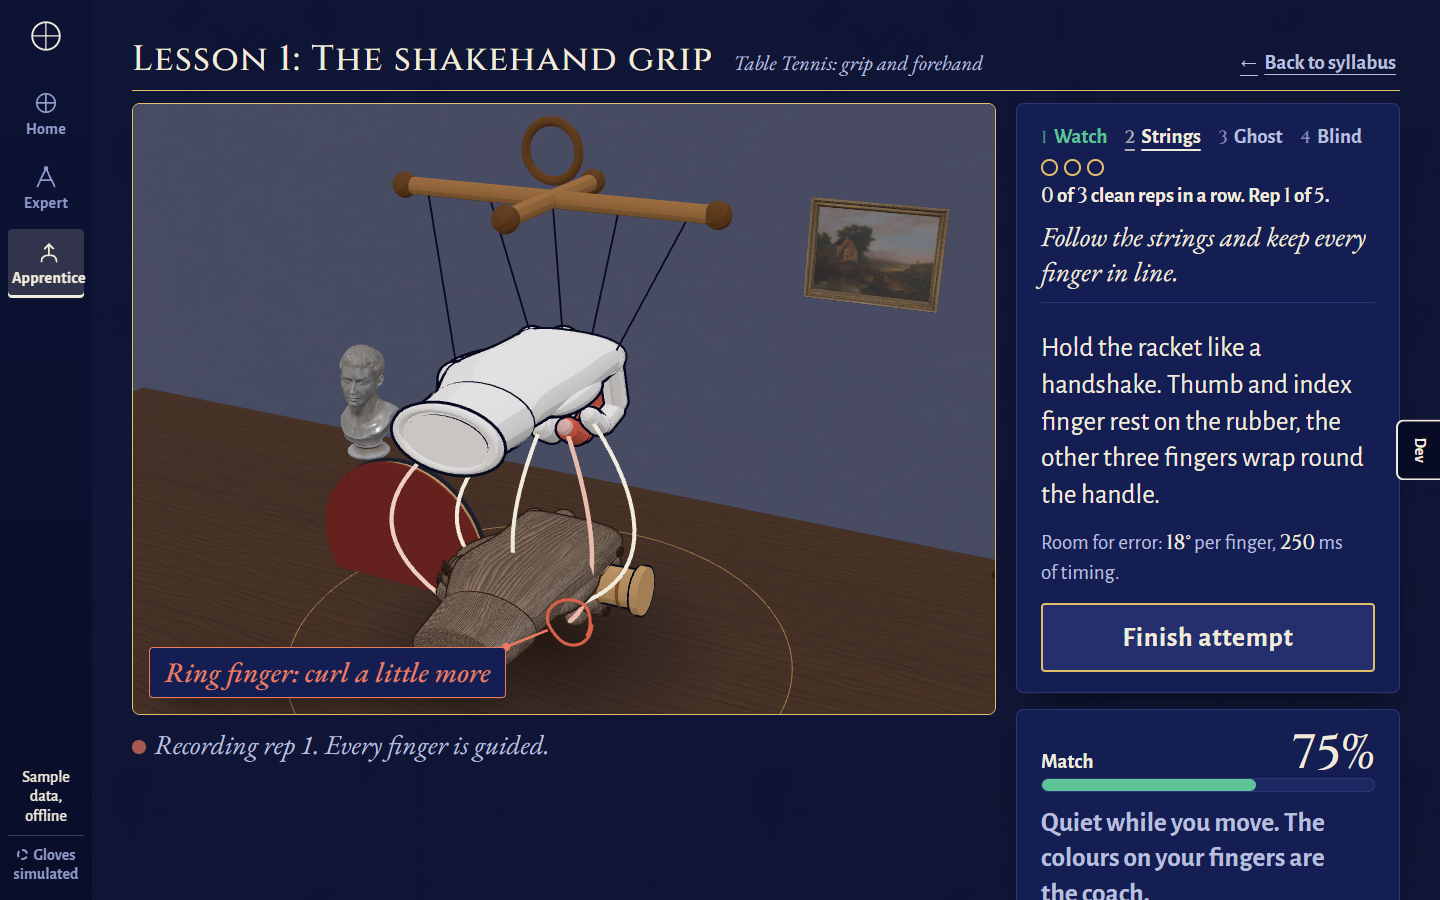 Lesson 1: The shakehand grip
Table Tennis: grip and forehand
← Back to syllabus
Home
Expert
Apprentice
Sample
data,
offline
Gloves
simulated
1 Watch 2 Strings 3 Ghost 4 Blind
0 of 3 clean reps in a row. Rep 1 of 5.
Follow the strings and keep every
finger in line.
Hold the racket like a
handshake. Thumb and index
finger rest on the rubber, the
other three fingers wrap round
the handle.
Room for error: 18° per finger, 250 ms
of timing.
Finish attempt
Dev
Ring finger: curl a little more
Recording rep 1. Every finger is guided.
Match 75%
Quiet while you move. The
colours on your fingers are
the coach.